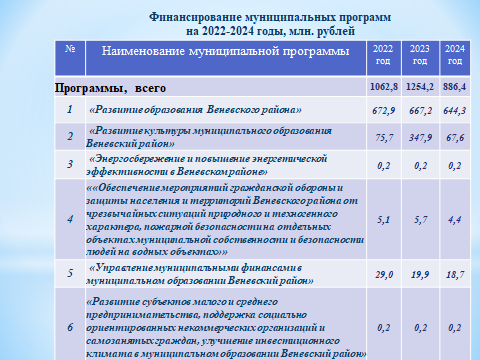 Финансирование муниципальных программ
на 2022-2024 годы, млн. рублей
№ Наименование муниципальной программы 2022 год 2023 год 2024 год
Программы, всего 1062,8 1254,2 886,4
1 «Развитие образования Веневского района» 672,9 667,2 644,3
2 «Развитие культуры муниципального образования
Веневский район» 75,7 347,9 67,6
3 «Энергосбережение и повышение энергетической
эффективности в Веневском районе» 0,2 0,2 0,2
««Обеспечение мероприятий гражданской обороны и
защиты населения и территорий Веневского района от
чрезвычайных ситуаций природного и техногенного
4 характера, пожарной безопасности на отдельных 5,1 5,7 4,4
объектах муниципальной собственности и безопасности
людей на водных объектах»»
5 «Управление муниципальными финансами в
муниципальном образовании Веневский район» 29,0 19,9 18,7
«Развитие субъектов малого и среднего
предпринимательства, поддержка социально
6 ориентированных некоммерческих организаций и 0,2 0,2 0,2
самозанятых граждан, улучшение инвестиционного
климата в муниципальном образовании Веневский район»